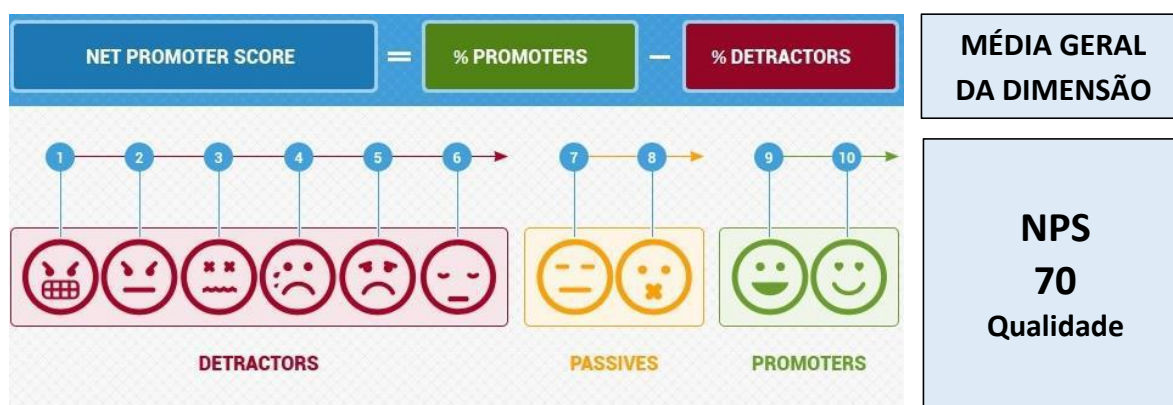 NET PROMOTER SCORE = % PROMOTERS — % DETRACTORS
1 2 3 4 5 6 7 8 9 10
DETRACTORS PASSIVES PROMOTERS
MÉDIA GERAL
DA DIMENSÃO
NPS
70
Qualidade